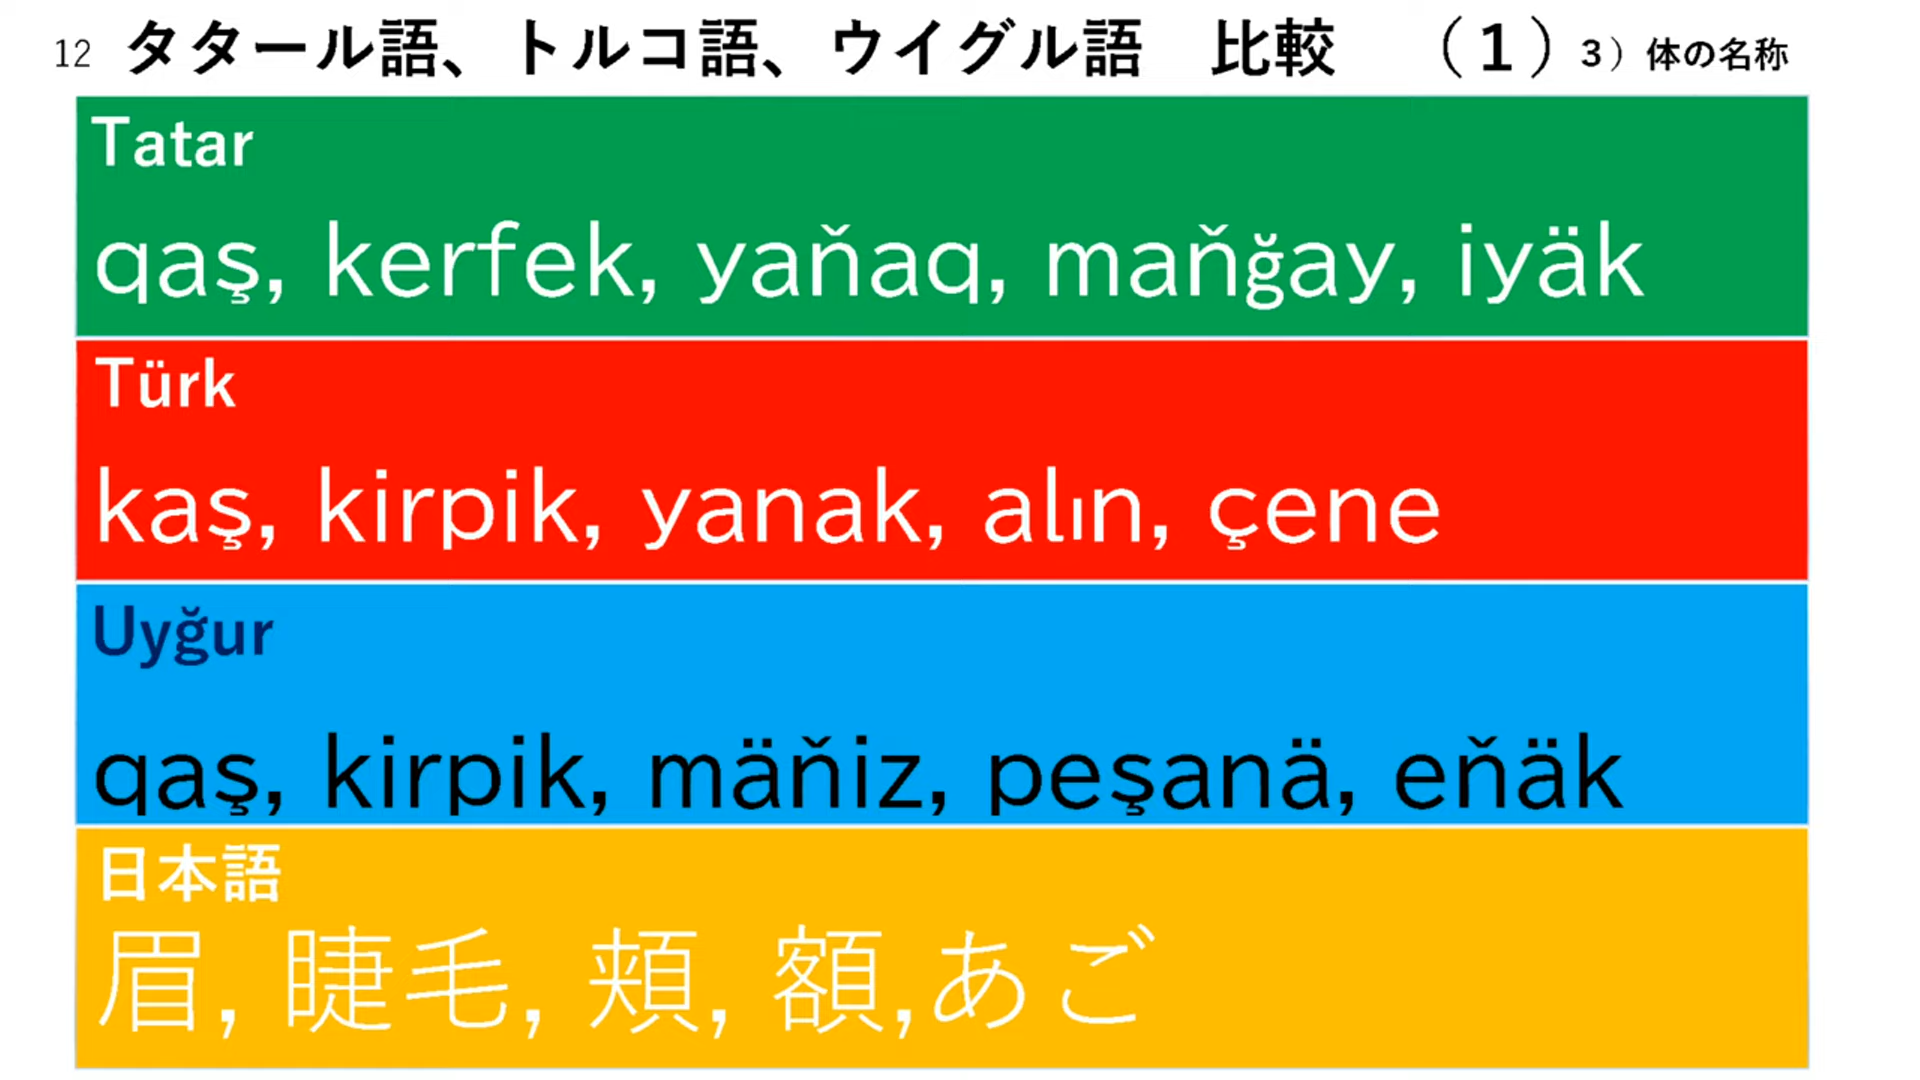 12 タタール語、トルコ語、ウイグル語 比較 （１）3）体の名称
Tatar
qaş, kerfek, yaňaq, maňğay, iyäk
Türk
kaş, kirpik, yanak, alın, çene
Uyğur
qaş, kirpik, mäňiz, peşanä, eňäk
日本語
眉, 睫毛, 頬, 額,あご